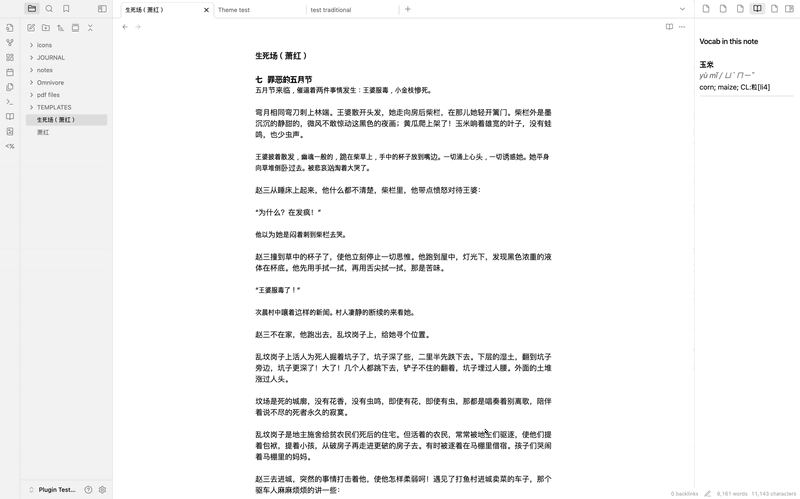 生死场（萧红）
Theme test
test traditional
icons
JOURNAL
notes
Omnivore
pdf files
TEMPLATES
生死场（萧红）
萧红
Plugin Test...
生死场（萧红）
七 罪恶的五月节
五月节来临，催逼着两件事情发生：王婆服毒，小金枝惨死。
弯月相同弯刀刺上林端。王婆散开头发，她走向房后柴栏，在那儿她轻开篱门。柴栏外是墨
沉沉的静甜的，微风不敢惊动这黑色的夜画；黄瓜爬上架了！玉米响着雄宽的叶子，没有蛙
鸣，也少虫声。
王婆披着散发，幽魂一般的，跪在柴草上，手中的杯子放到嘴边。一切涌上心头，一切诱惑她。她平身
向草堆倒卧过去。被悲哀汹淘着大哭了。
赵三从睡床上起来，他什么都不清楚，柴栏里，他带点愤怒对待王婆：
“为什么？在发疯！”
他以为她是闷着刺到柴栏去哭。
赵三撞到草中的杯子了，使他立刻停止一切思惟。他跑到屋中，灯光下，发现黑色浓重的液
体在杯底。他先用手拭一拭，再用舌尖拭一拭，那是苦味。
“王婆服毒了！”
次晨村中嚷着这样的新闻。村人凄静的断续的来看她。
赵三不在家，他跑出去，乱坟岗子上，给她寻个位置。
乱坟岗子上活人为死人掘着坑子了，坑子深了些，二里半先跌下去。下层的湿土，翻到坑子
旁边，坑子更深了！大了！几个人都跳下去，铲子不住的翻着，坑子埋过人腰。外面的土堆
涨过人头。
坟场是死的城廓，没有花香，没有虫鸣，即使有花，即使有虫，那都是唱奏着别离歌，陪伴
着说不尽的死者永久的寂寞。
乱坟岗子是地主施舍给贫农民们死后的住宅。但活着的农民，常常被地主们驱逐，使他们提
着包袱，提着小孩，从破房子再走进更破的房子去。有时被逐着在马棚里借宿。孩子们哭闹
着马棚里的妈妈。
赵三去进城，突然的事情打击着他，使他怎样柔弱呵！遇见了打鱼村进城卖菜的车子，那个
驱车人麻麻烦烦的讲一些：
Vocab in this note
玉米
yù mǐ / ㄩˋ ㄇㄧˇ
corn; maize; CL:粒[li4]
0 backlinks
8,161 words
11,143 characters